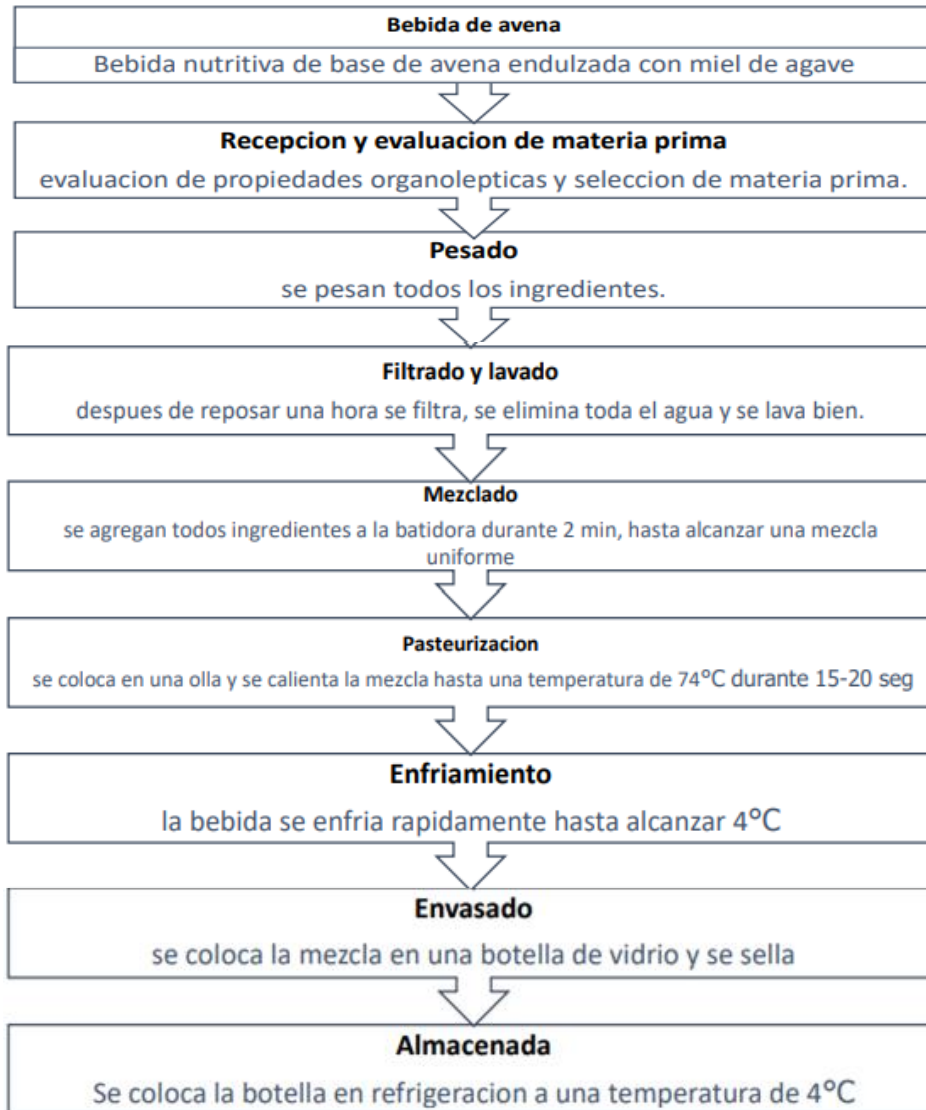 Bebida de avena
Bebida nutritiva de base de avena endulzada con miel de agave
Recepcion y evaluacion de materia prima
evaluacion de propiedades organolepticas y seleccion de materia prima.
Pesado
se pesan todos los ingredientes.
Filtrado y lavado
despues de reposar una hora se filtra, se elimina toda el agua y se lava bien.
Mezclado
se agregan todos ingredientes a la batidora durante 2 min, hasta alcanzar una mezcla
uniforme
Pasteurizacion
se coloca en una olla y se calienta la mezcla hasta una temperatura de 74°C durante 15-20 seg
Enfriamiento
la bebida se enfria rapidamente hasta alcanzar 4°C
Envasado
se coloca la mezcla en una botella de vidrio y se sella
Almacenada
Se coloca la botella en refrigeracion a una temperatura de 4°C